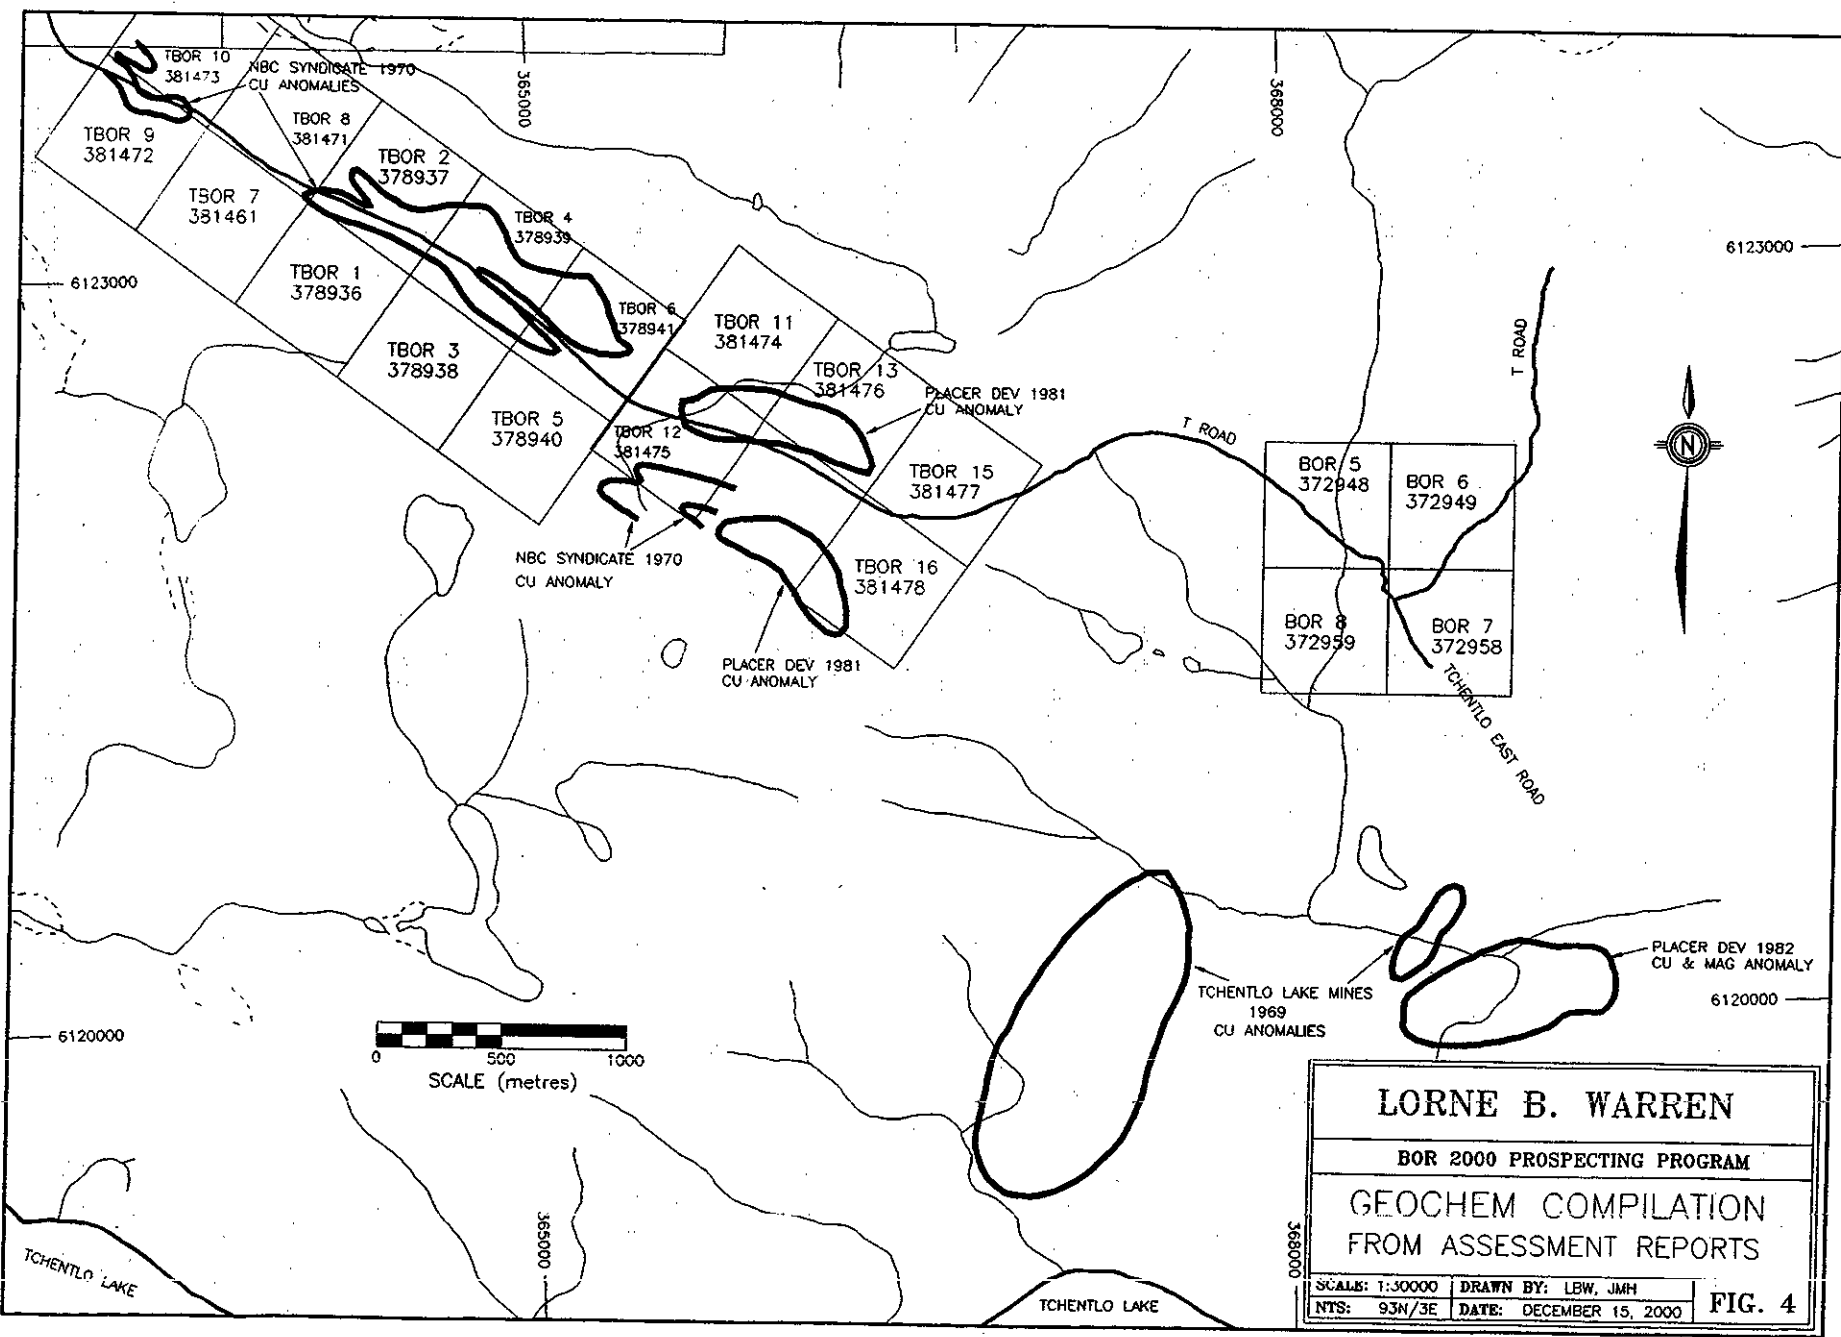 TBOR 10
381473
NBC SYNDICATE 1970
CU ANOMALIES
TBOR 9
381472
TBOR 8
381471
TBOR 2
378937
TBOR 7
381461
TBOR 4
378939
TBOR 1
378936
TBOR 6
378941
TBOR 3
378938
TBOR 5
378940
TBOR 11
381474
TBOR 13
381476
PLACER DEV 1981
CU ANOMALY
TBOR 12
381475
TBOR 15
381477
TBOR 16
381478
NBC SYNDICATE 1970
CU ANOMALY
PLACER DEV 1981
CU ANOMALY
365000
368000
6123000
6123000
T ROAD
T ROAD
N
BOR 5
372948
BOR 6
372949
BOR 8
372959
BOR 7
372958
TCHENTLO EAST ROAD
PLACER DEV 1982
CU & MAG ANOMALY
TCHENTLO LAKE MINES
1969
CU ANOMALIES
6120000
6120000
0 500 1000
SCALE (metres)
365000
368000
TCHENTLO LAKE
TCHENTLO LAKE
LORNE B. WARREN
BOR 2000 PROSPECTING PROGRAM
GEOCHEM COMPILATION
FROM ASSESSMENT REPORTS
SCALE: 1:30000 DRAWN BY: LBW, JMH
NTS: 93N/3E DATE: DECEMBER 15, 2000
FIG. 4